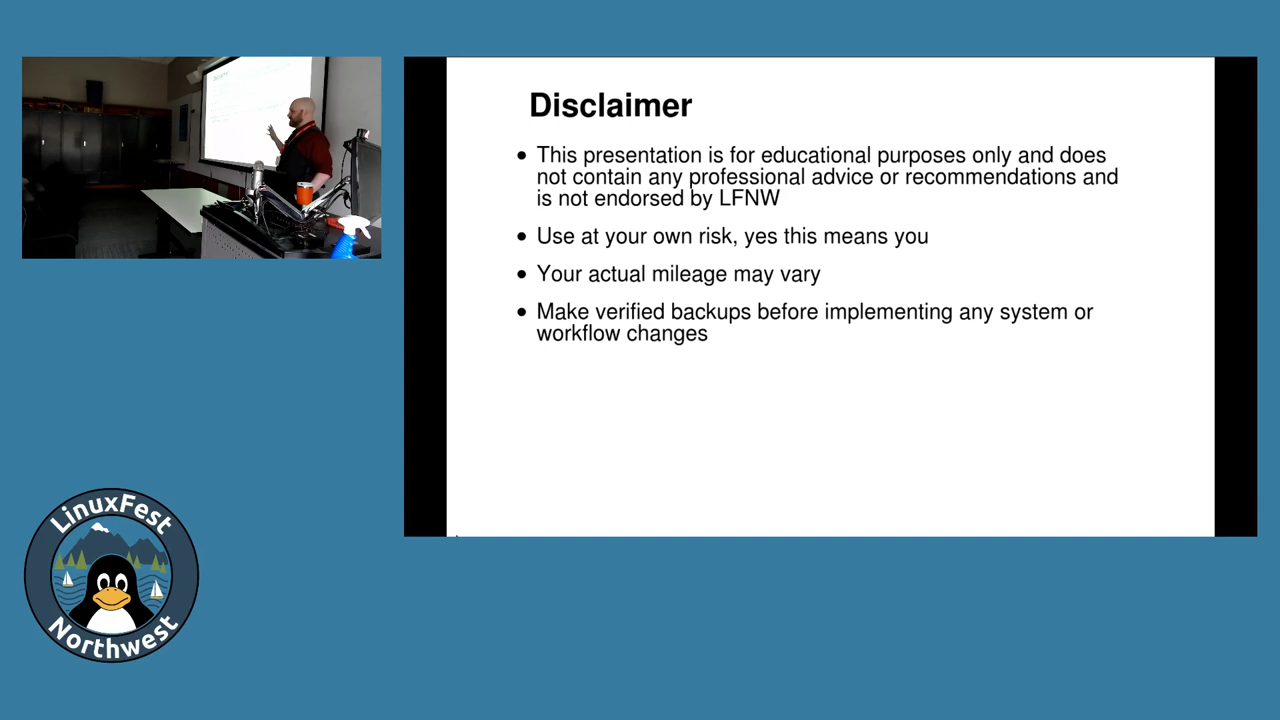 Disclaimer
This presentation is for educational purposes only and does
not contain any professional advice or recommendations and
is not endorsed by LFNW
Use at your own risk, yes this means you
Your actual mileage may vary
Make verified backups before implementing any system or
workflow changes
LinuxFest
Northwest